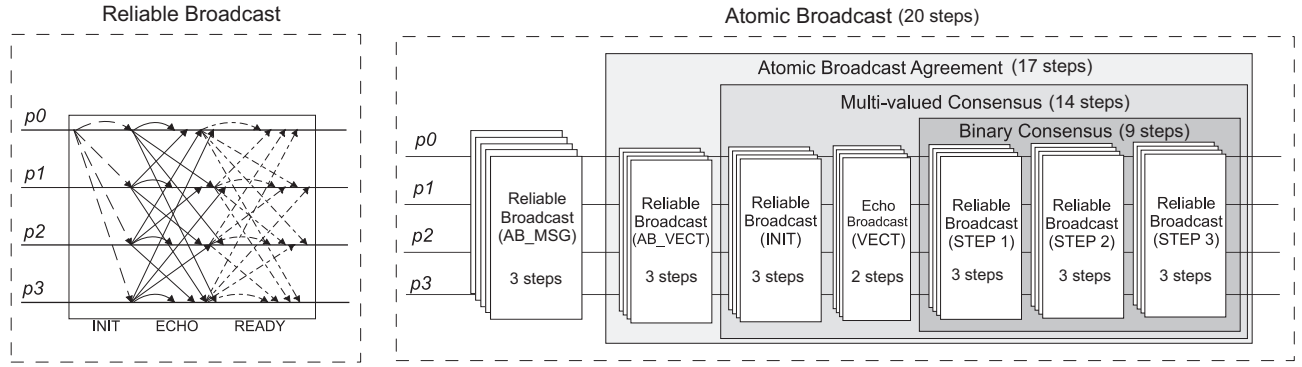 Reliable Broadcast
p0
p1
p2
p3
INIT ECHO READY
Atomic Broadcast (20 steps)
Atomic Broadcast Agreement (17 steps)
Multi-valued Consensus (14 steps)
Binary Consensus (9 steps)
p0
p1
p2
p3
Reliable
Broadcast
(AB_MSG)
3 steps
Reliable
Broadcast
(AB_VECT)
3 steps
Reliable
Broadcast
(INIT)
3 steps
Echo
Broadcast
(VECT)
2 steps
Reliable
Broadcast
(STEP 1)
3 steps
Reliable
Broadcast
(STEP 2)
3 steps
Reliable
Broadcast
(STEP 3)
3 steps